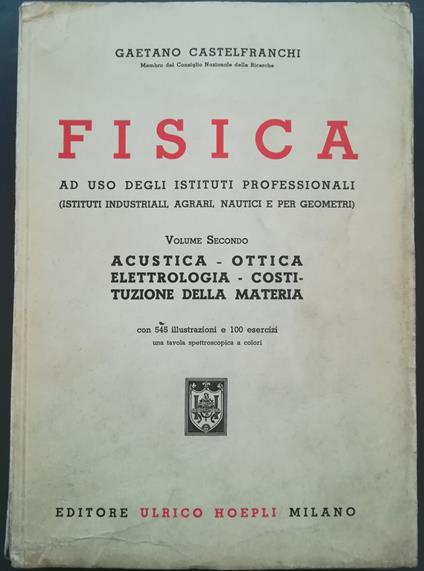 GAETANO CASTELFRANCHI
Membro del Consiglio Nazionale delle Ricerche
FISICA
AD USO DEGLI ISTITUTI PROFESSIONALI
(ISTITUTI INDUSTRIALI, AGRARI, NAUTICI E PER GEOMETRI)
VOLUME SECONDO
ACUSTICA - OTTICA
ELETTROLOGIA - COSTI-
TUZIONE DELLA MATERIA
con 545 illustrazioni e 100 esercizi
una tavola spettroscopica a colori
EDITORE ULRICO HOEPLI MILANO